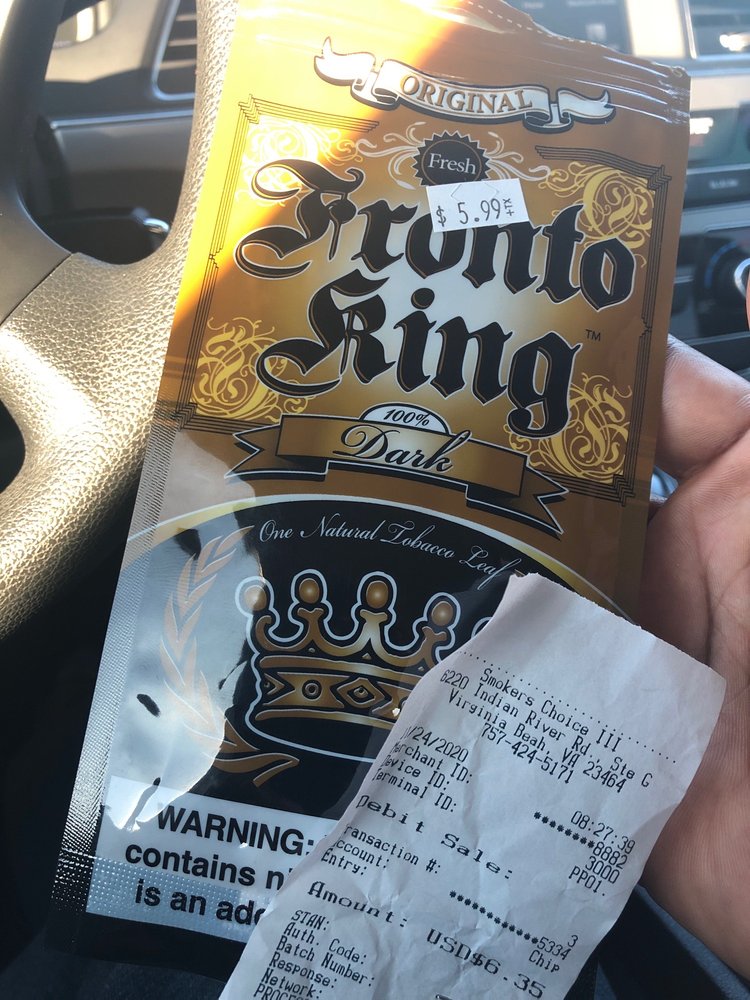 ORIGINAL
Fresh
$ 5.99
Fronto
King
TM
100%
Dark
One Natural Tobacco Leaf
WARNING:
contains
is an
Smokers Choice III
6220 Indian River Rd., Ste G
Virginia Beah, VA 23464
757-424-5171
/24/2020 08:27:39
Merchant ID: ********8882
Device ID: 3000
Terminal ID: PP01.
Debit Sale:
Transaction #: 3
Account: ************5334
Entry: Chip
Amount: USD$6.35
STAN:
Auth. Code:
Batch Number:
Response:
Network: